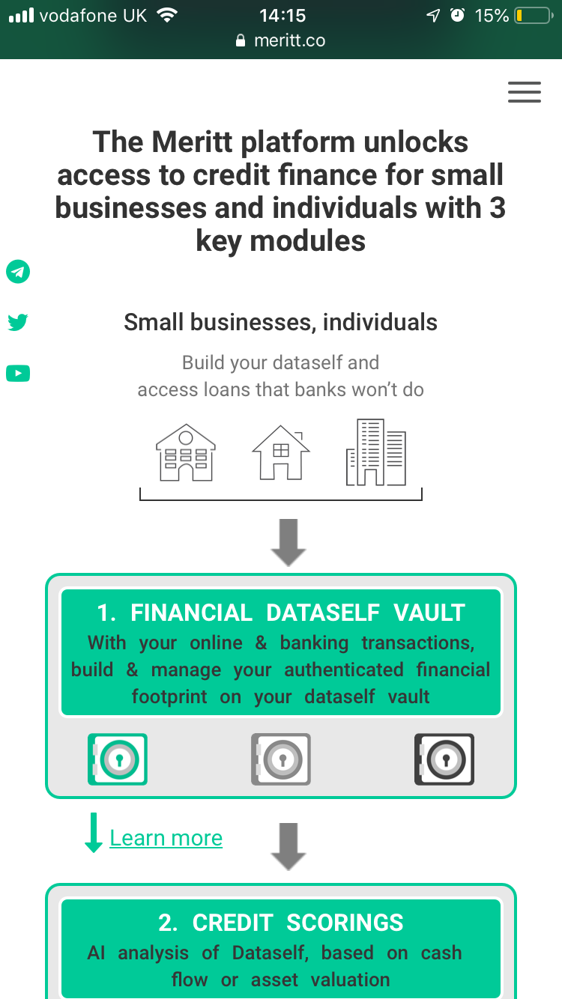 vodafone UK 14:15 15%
meritt.co
The Meritt platform unlocks
access to credit finance for small
businesses and individuals with 3
key modules
Small businesses, individuals
Build your dataself and
access loans that banks won’t do
1. FINANCIAL DATASELF VAULT
With your online & banking transactions,
build & manage your authenticated financial
footprint on your dataself vault
Learn more
2. CREDIT SCORINGS
AI analysis of Dataself, based on cash
flow or asset valuation